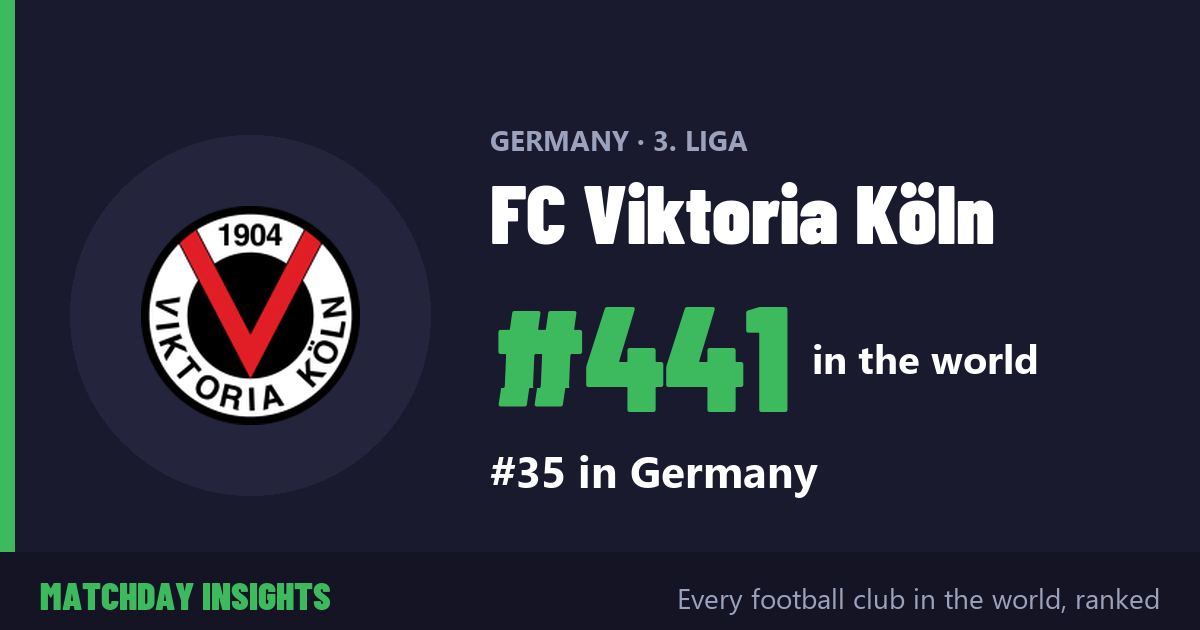 GERMANY · 3. LIGA
FC Viktoria Köln
1904
VIKTORIA KÖLN
#441 in the world
#35 in Germany
MATCHDAY INSIGHTS
Every football club in the world, ranked